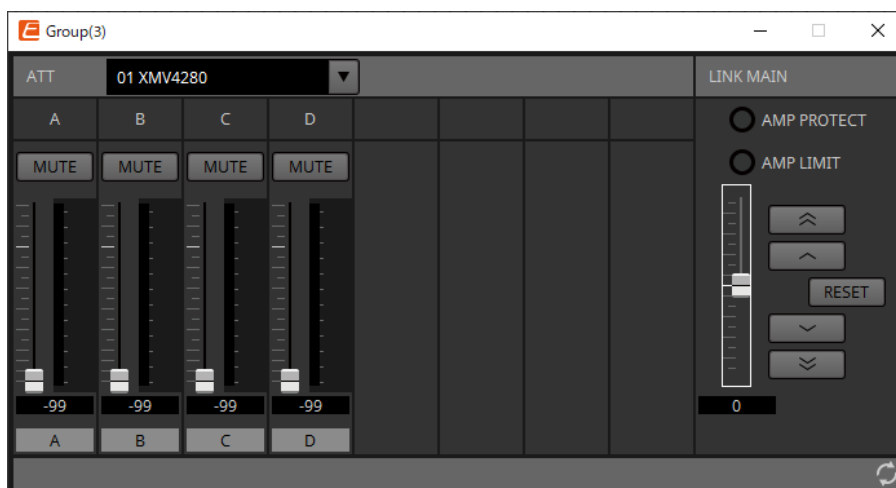 Group(3)
ATT 01 XMV4280 LINK MAIN
A B C D AMP PROTECT
MUTE MUTE MUTE MUTE AMP LIMIT
RESET
-99 -99 -99 -99 0
A B C D